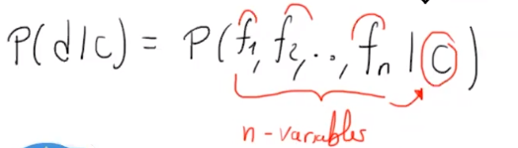 P(d|c) = P(f₁, f₂, .., fₙ | c)
n-variables